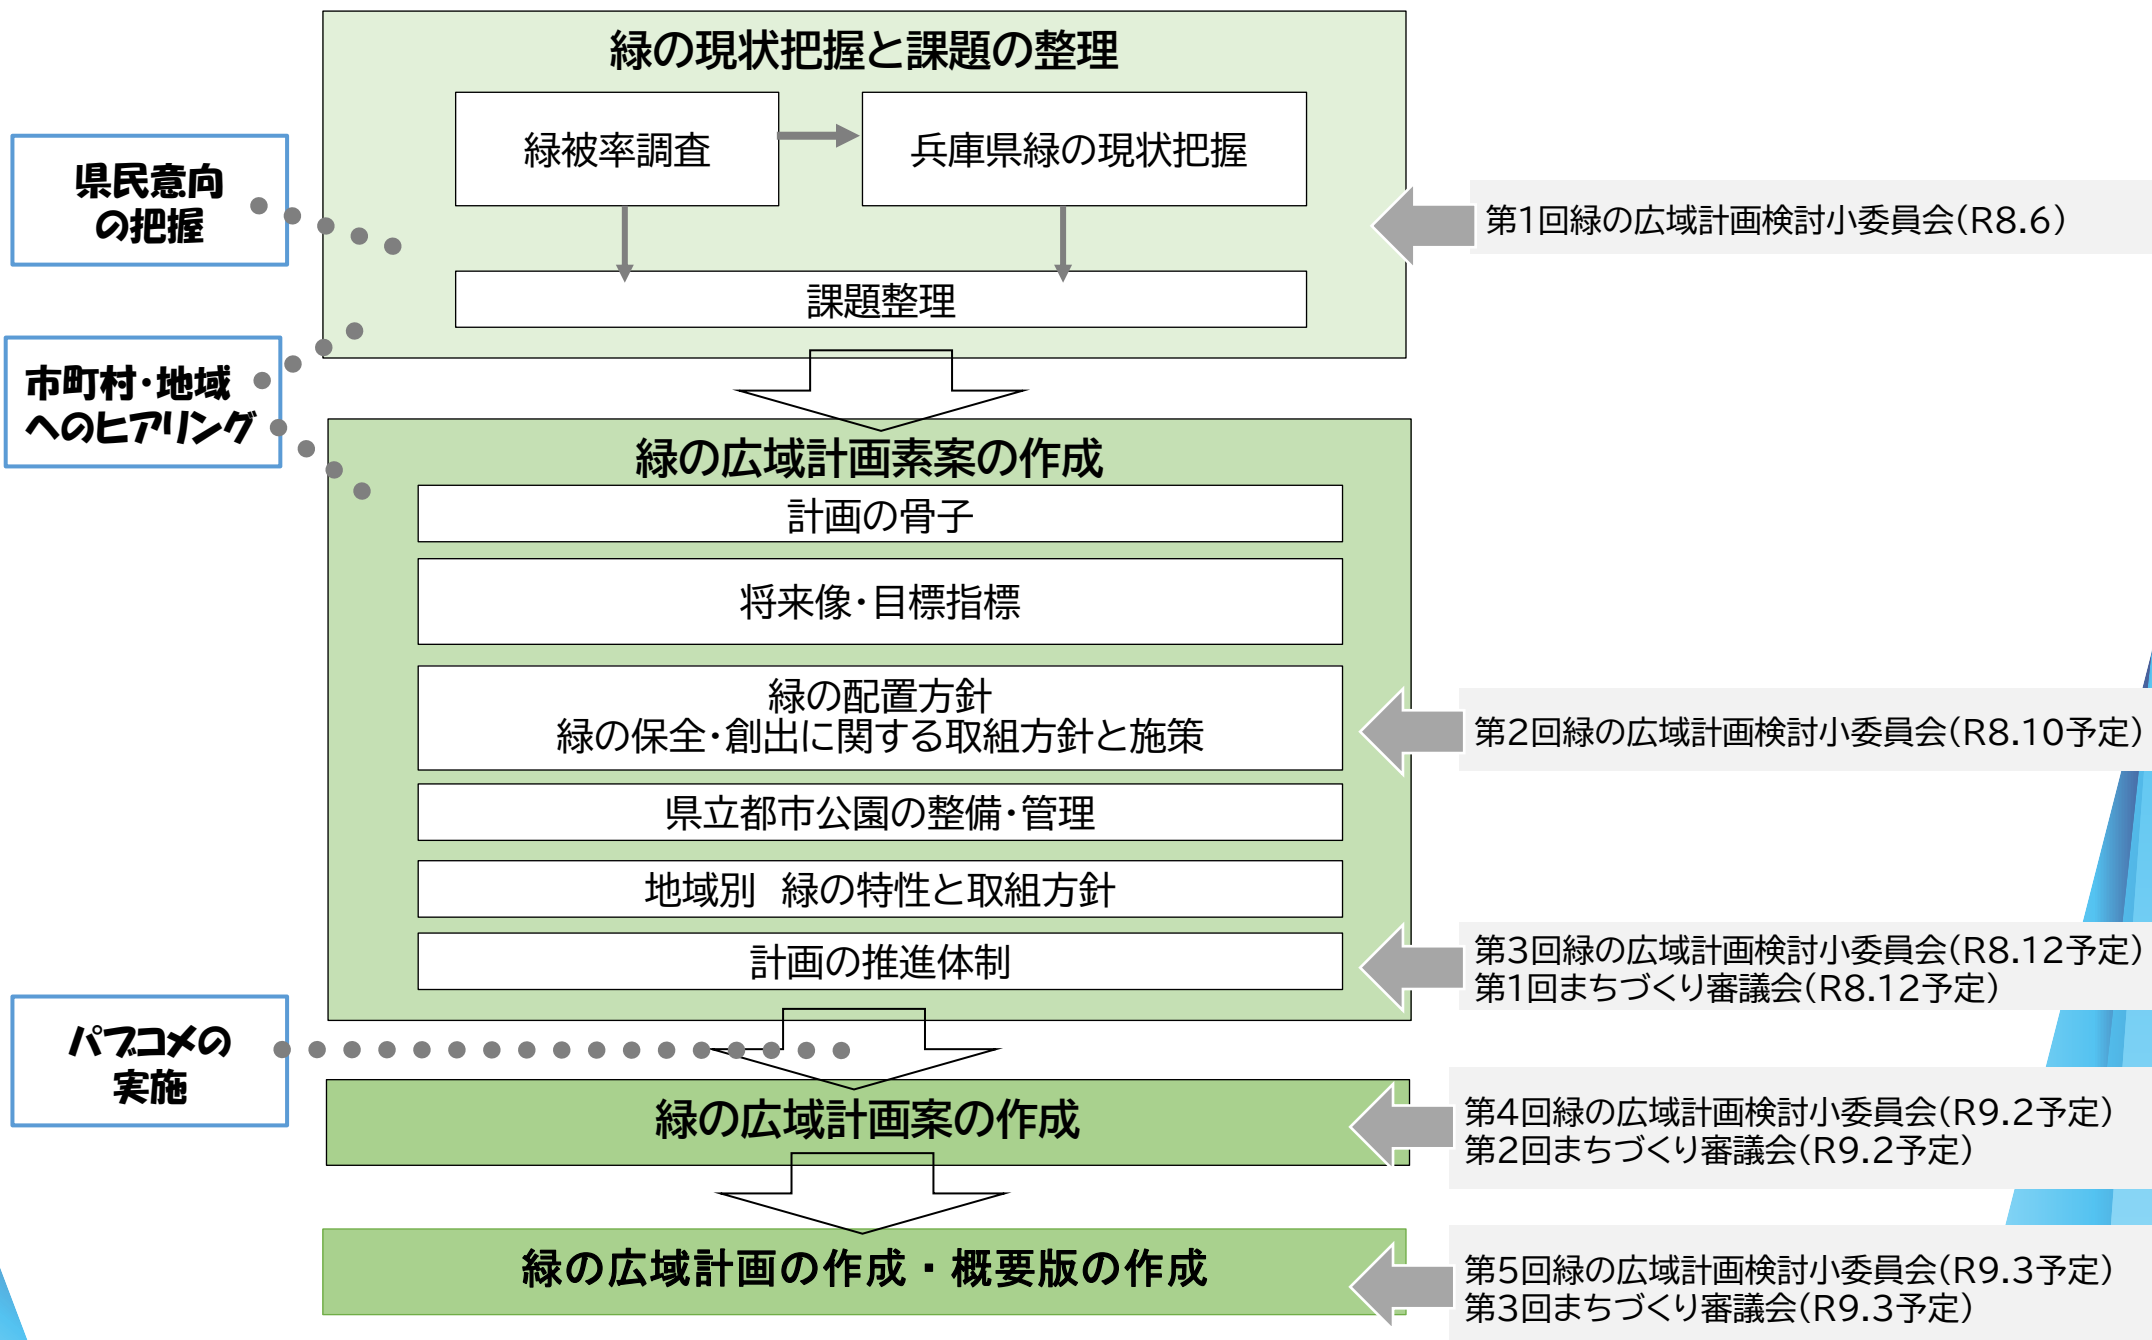 緑の現状把握と課題の整理
緑被率調査
兵庫県緑の現状把握
課題整理
県民意向
の把握
第1回緑の広域計画検討小委員会(R8.6)
市町村・地域
へのヒアリング
緑の広域計画素案の作成
計画の骨子
将来像・目標指標
緑の配置方針
緑の保全・創出に関する取組方針と施策
第2回緑の広域計画検討小委員会(R8.10予定)
県立都市公園の整備・管理
地域別 緑の特性と取組方針
計画の推進体制
第3回緑の広域計画検討小委員会(R8.12予定)
第1回まちづくり審議会(R8.12予定)
パブコメの
実施
緑の広域計画案の作成
第4回緑の広域計画検討小委員会(R9.2予定)
第2回まちづくり審議会(R9.2予定)
緑の広域計画の作成・概要版の作成
第5回緑の広域計画検討小委員会(R9.3予定)
第3回まちづくり審議会(R9.3予定)